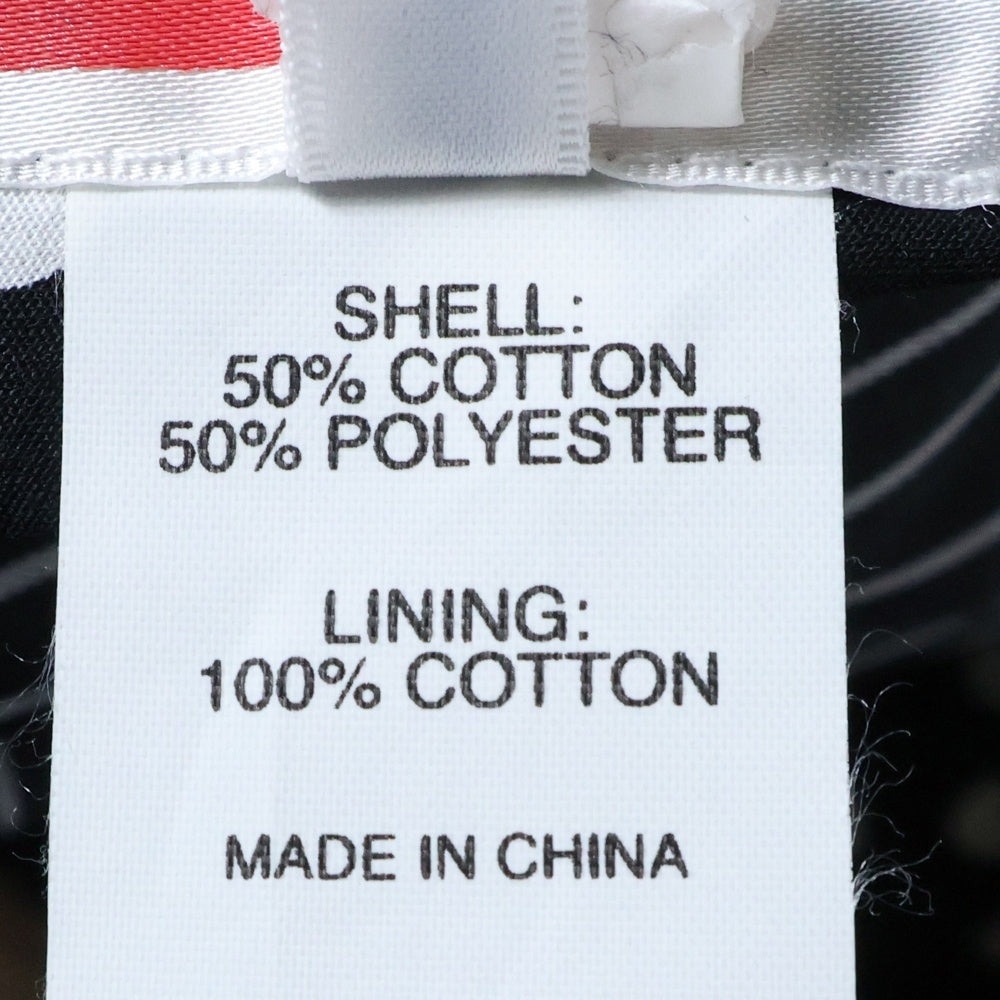 SHELL:
50% COTTON
50% POLYESTER
LINING:
100% COTTON
MADE IN CHINA